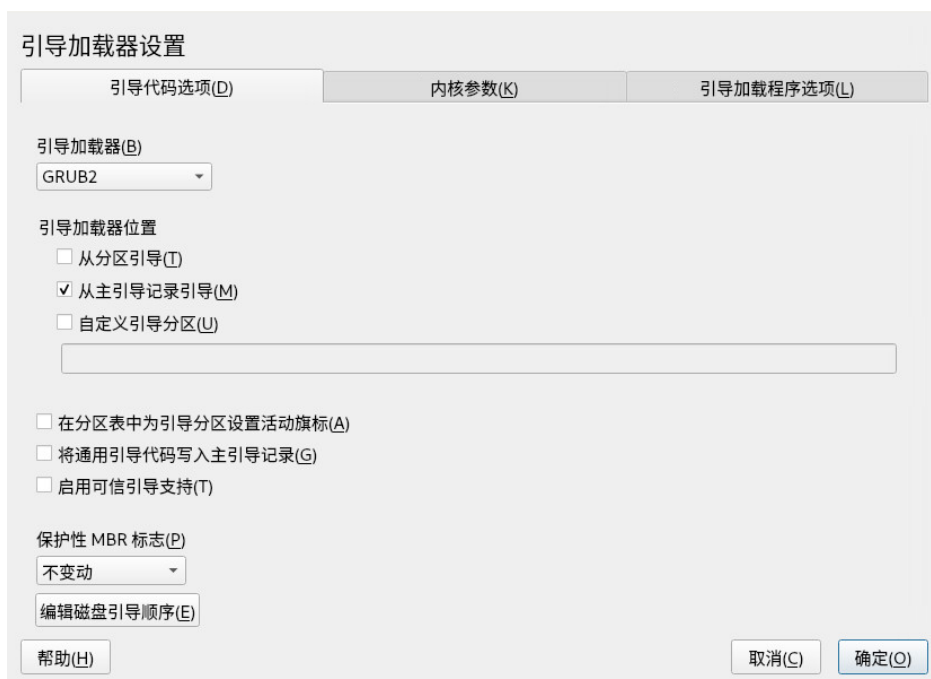 引导加载器设置
引导代码选项(D) 内核参数(K) 引导加载程序选项(L)
引导加载器(B)
GRUB2
引导加载器位置
从分区引导(T)
从主引导记录引导(M)
自定义引导分区(U)
在分区表中为引导分区设置活动旗标(A)
将通用引导代码写入主引导记录(G)
启用可信引导支持(T)
保护性 MBR 标志(P)
不变动
编辑磁盘引导顺序(E)
帮助(H) 取消(C) 确定(O)